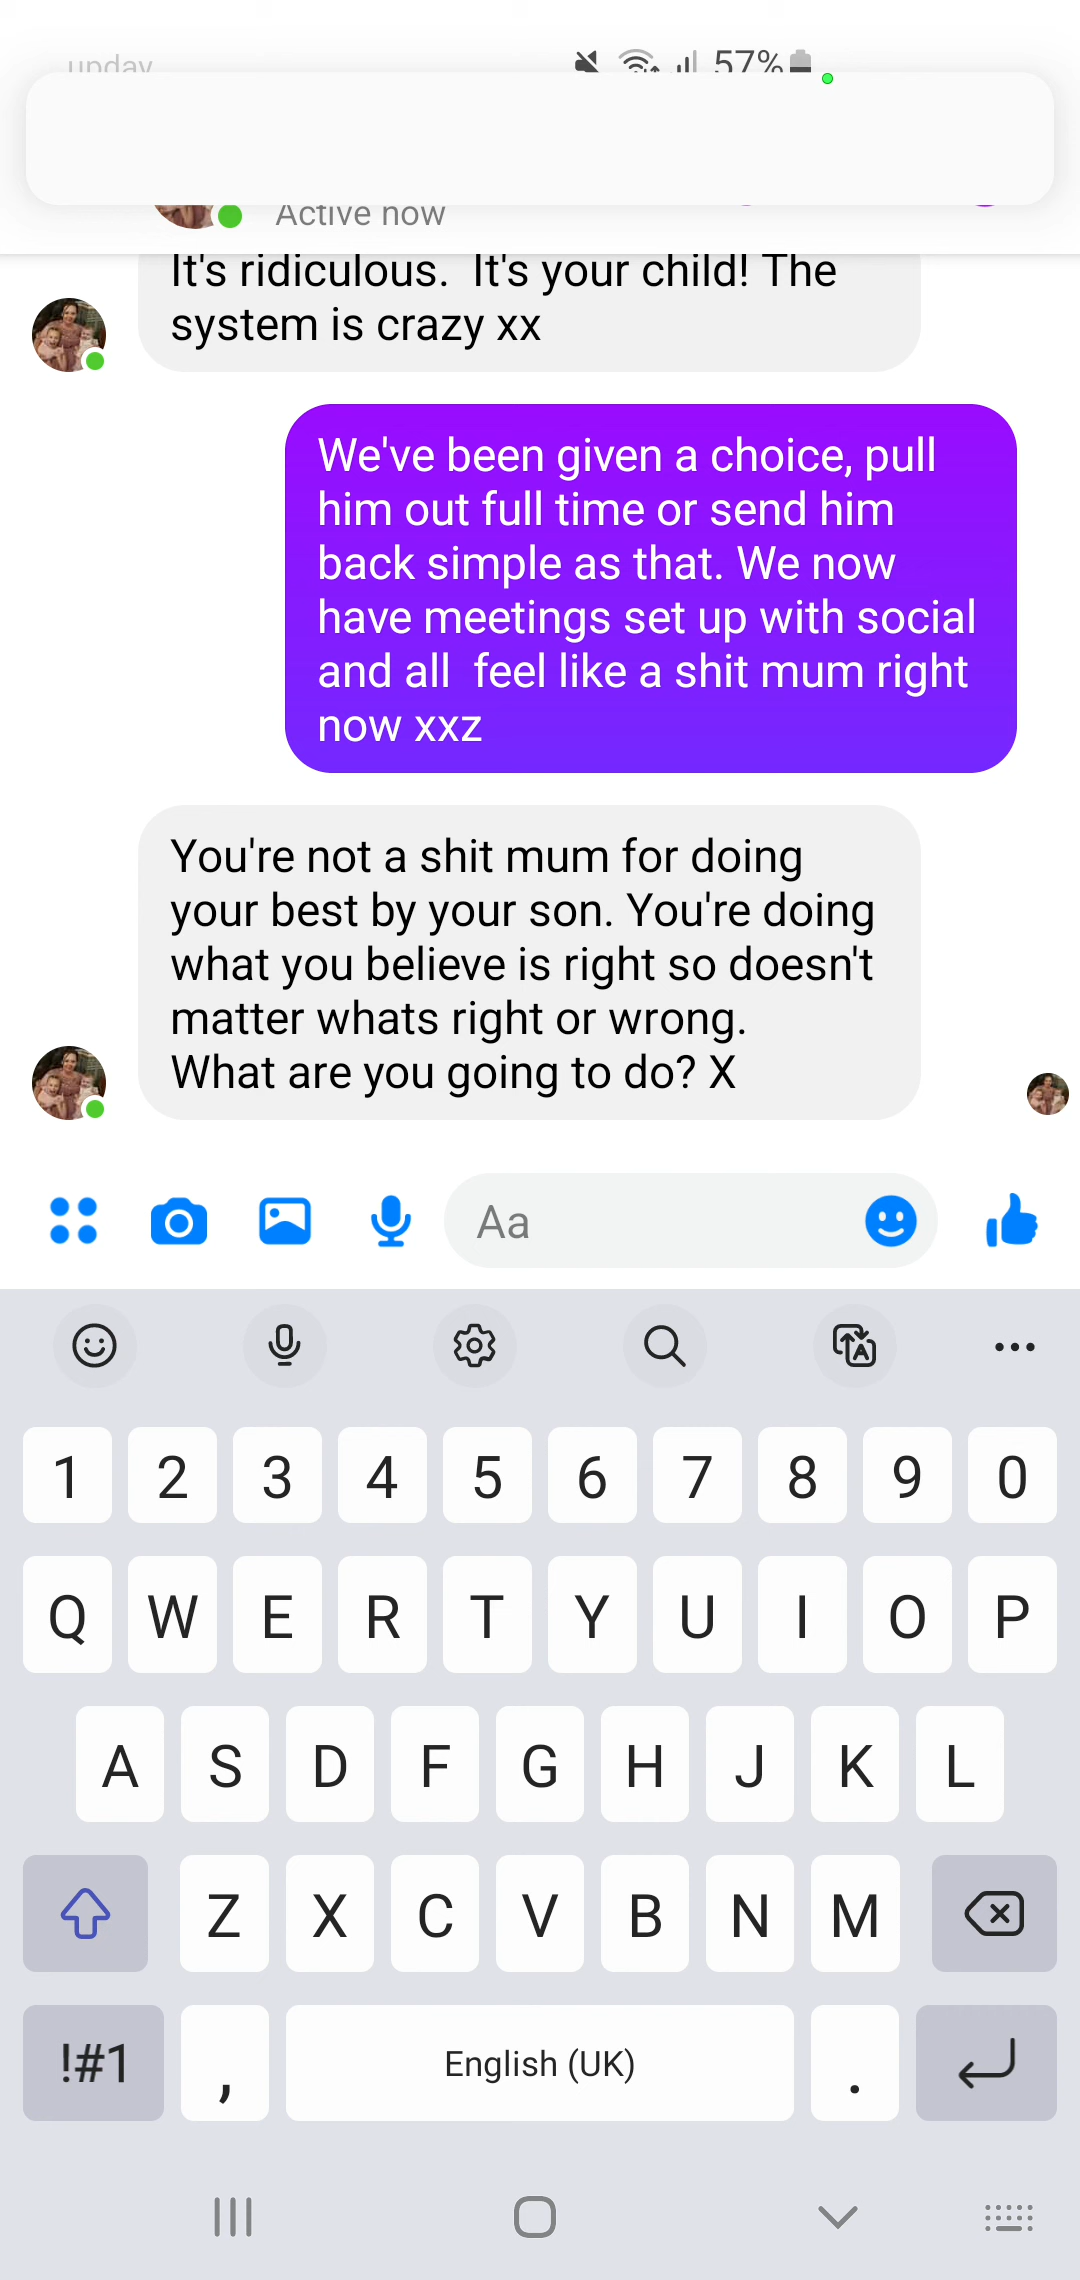 upday
57%
Active now
It's ridiculous.  It's your child! The
system is crazy xx
We've been given a choice, pull
him out full time or send him
back simple as that. We now
have meetings set up with social
and all  feel like a shit mum right
now xxz
You're not a shit mum for doing
your best by your son. You're doing
what you believe is right so doesn't
matter whats right or wrong.
What are you going to do? X
Aa
1 2 3 4 5 6 7 8 9 0
Q W E R T Y U I O P
A S D F G H J K L
Z X C V B N M
!#1 , English (UK) .